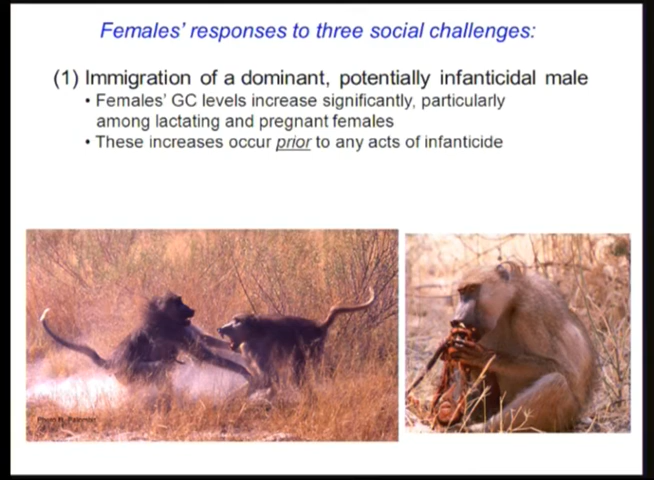 Females' responses to three social challenges:
(1) Immigration of a dominant, potentially infanticidal male
• Females' GC levels increase significantly, particularly
among lactating and pregnant females
• These increases occur prior to any acts of infanticide